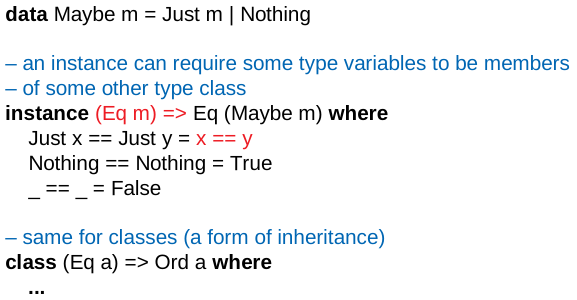 data Maybe m = Just m | Nothing
– an instance can require some type variables to be members
– of some other type class
instance (Eq m) => Eq (Maybe m) where
Just x == Just y = x == y
Nothing == Nothing = True
_ == _ = False
– same for classes (a form of inheritance)
class (Eq a) => Ord a where
...